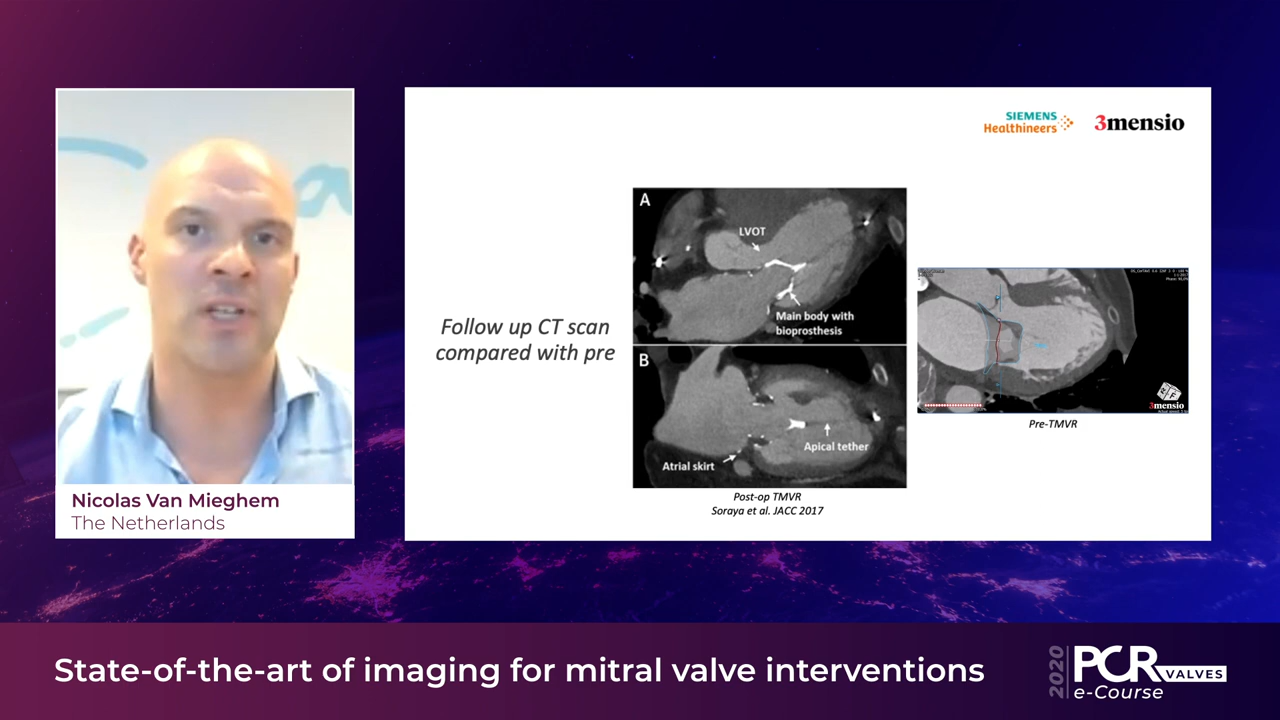 SIEMENS
Healthineers
3mensio
A
LVOT
Main body with
bioprosthesis
Follow up CT scan
compared with pre
B
Apical tether
Atrial skirt
3mensio
Pre-TMVR
Post-op TMVR
Soraya et al. JACC 2017
Nicolas Van Mieghem
The Netherlands
State-of-the-art of imaging for mitral valve interventions
2020
PCR
VALVES
e-Course